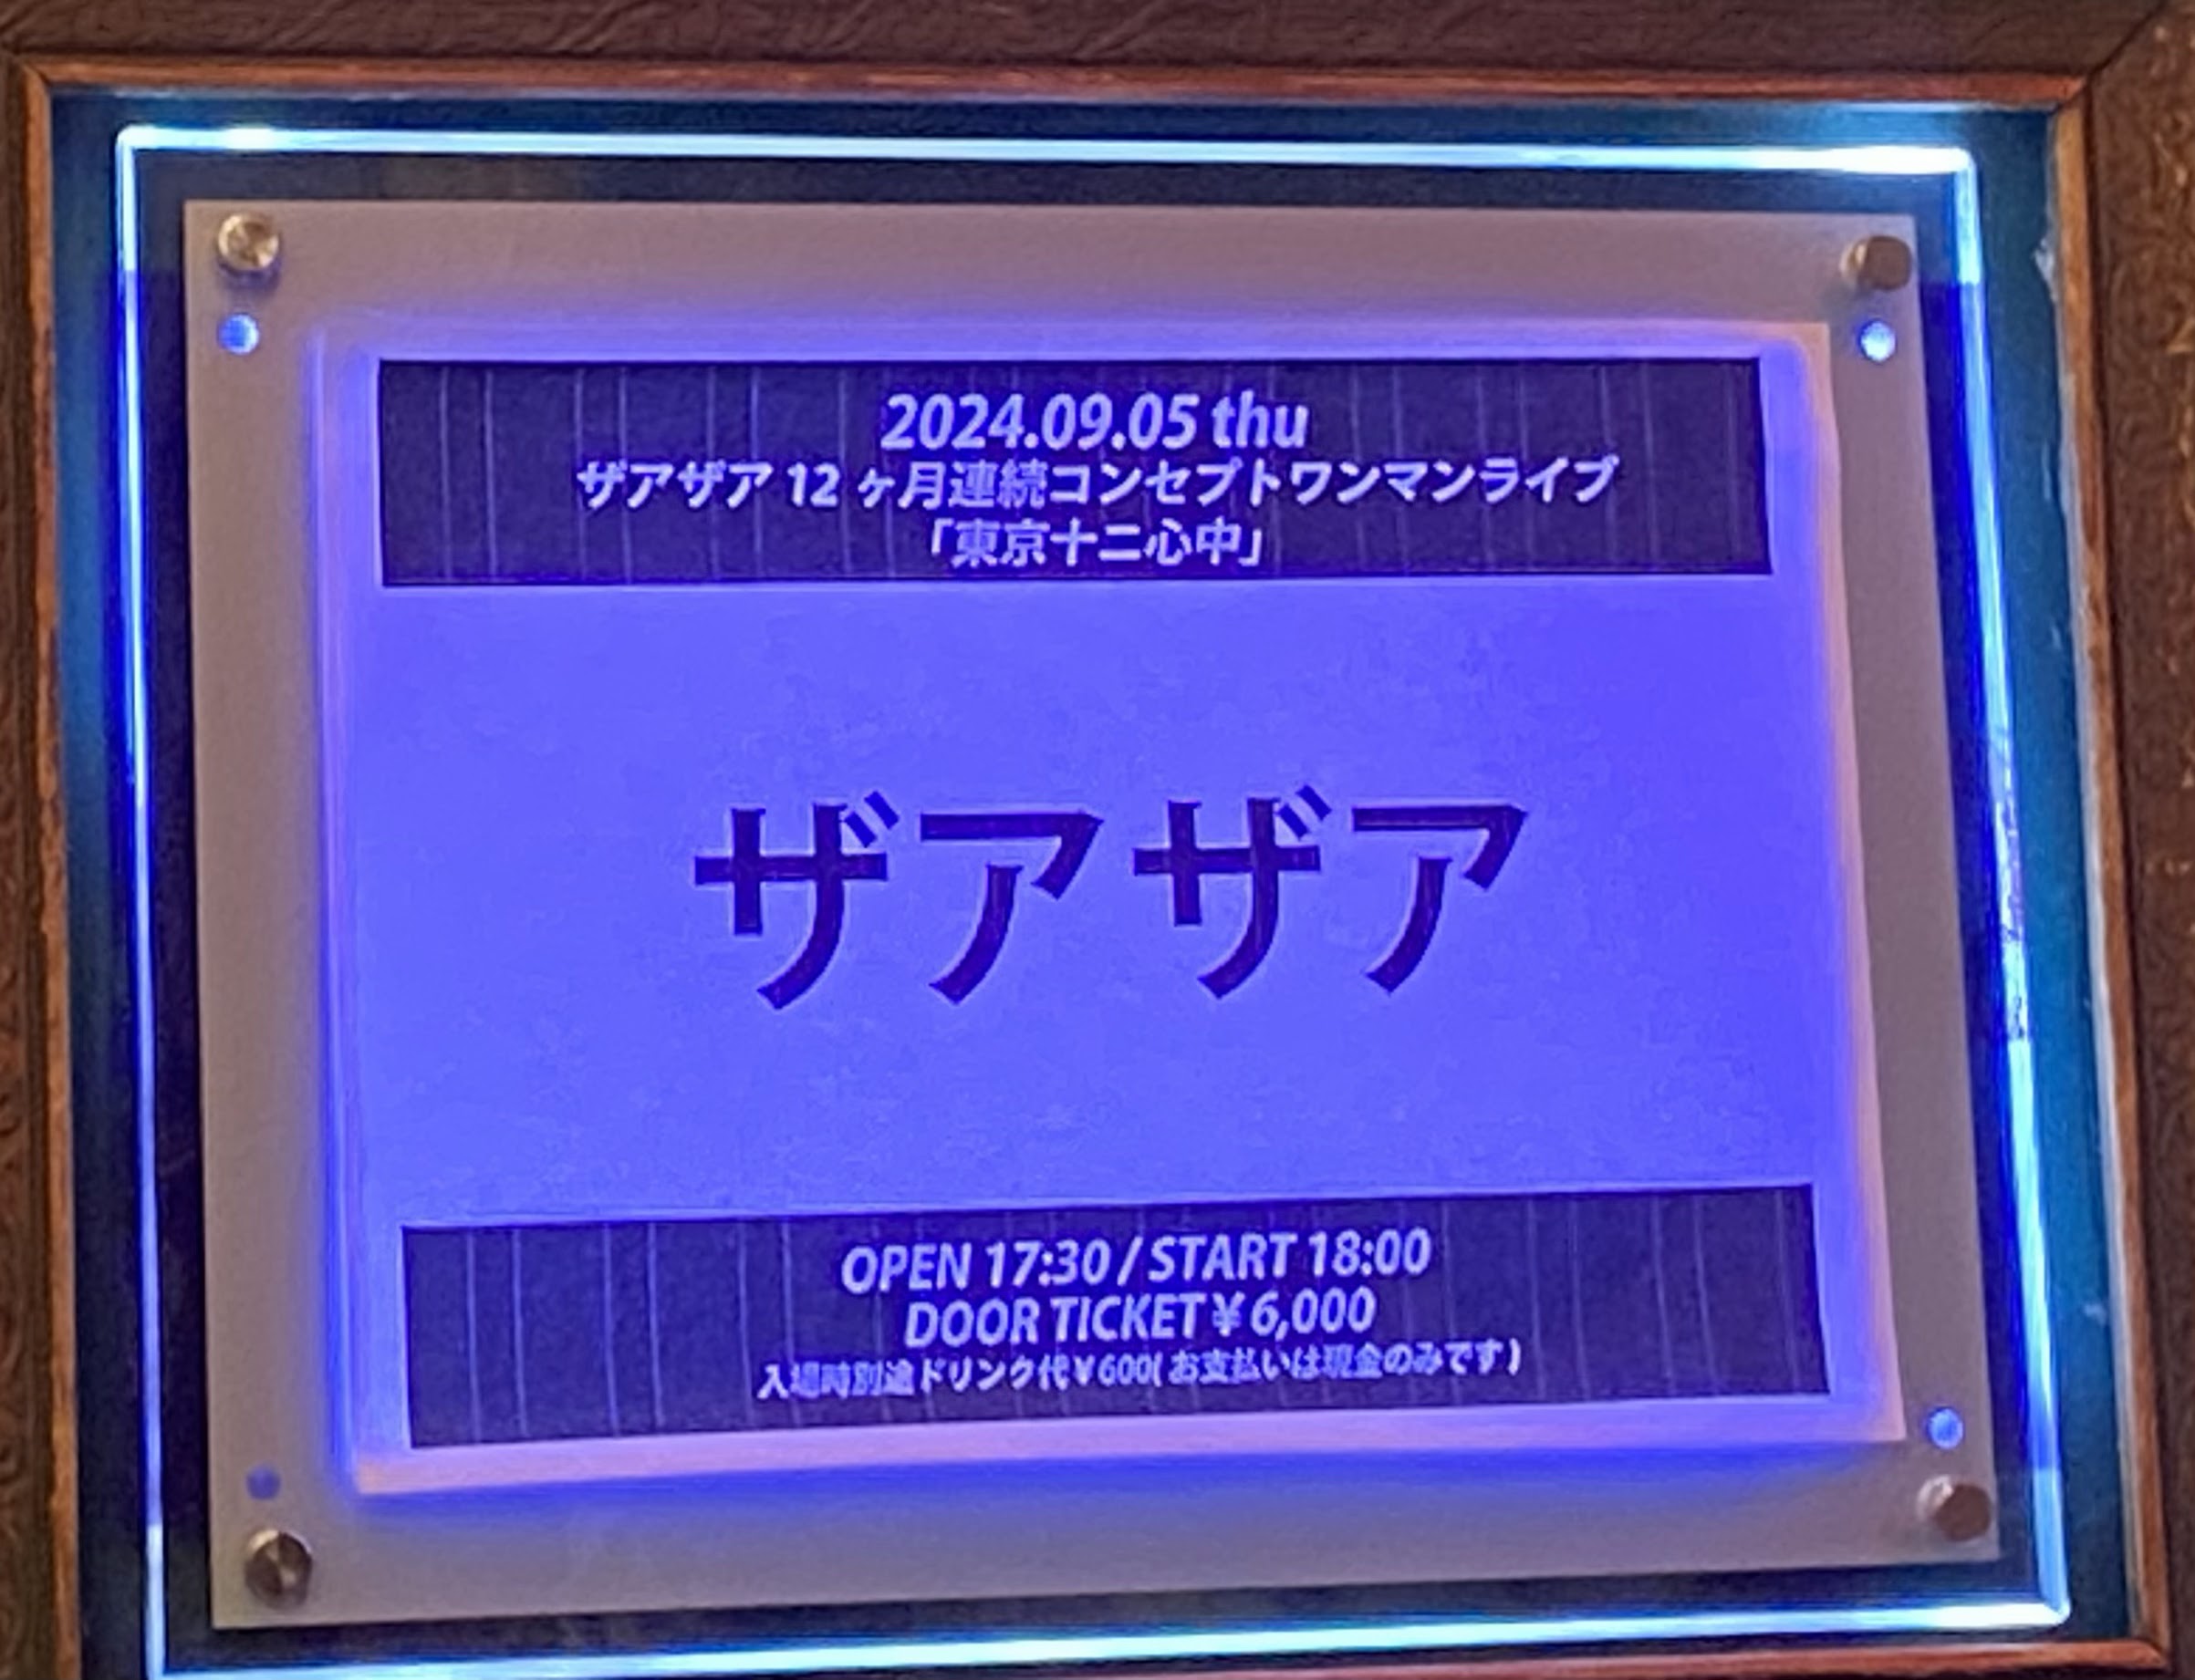 2024.09.05 thu
ザアザア 12 ヶ月連続コンセプトワンマンライブ
「東京十二心中」
ザアザア
OPEN 17:30 / START 18:00
DOOR TICKET ¥ 6,000
入場時別途ドリンク代¥600( お支払いは現金のみです )